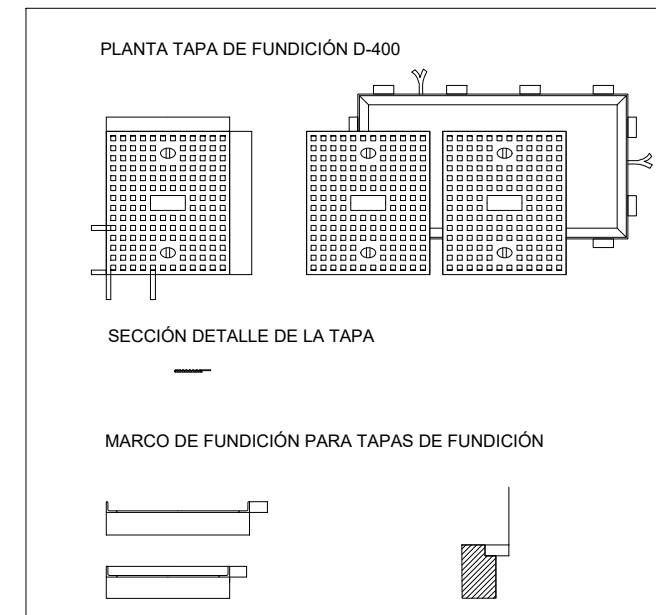 PLANTA TAPA DE FUNDICIÓN D-400
SECCIÓN DETALLE DE LA TAPA
MARCO DE FUNDICIÓN PARA TAPAS DE FUNDICIÓN